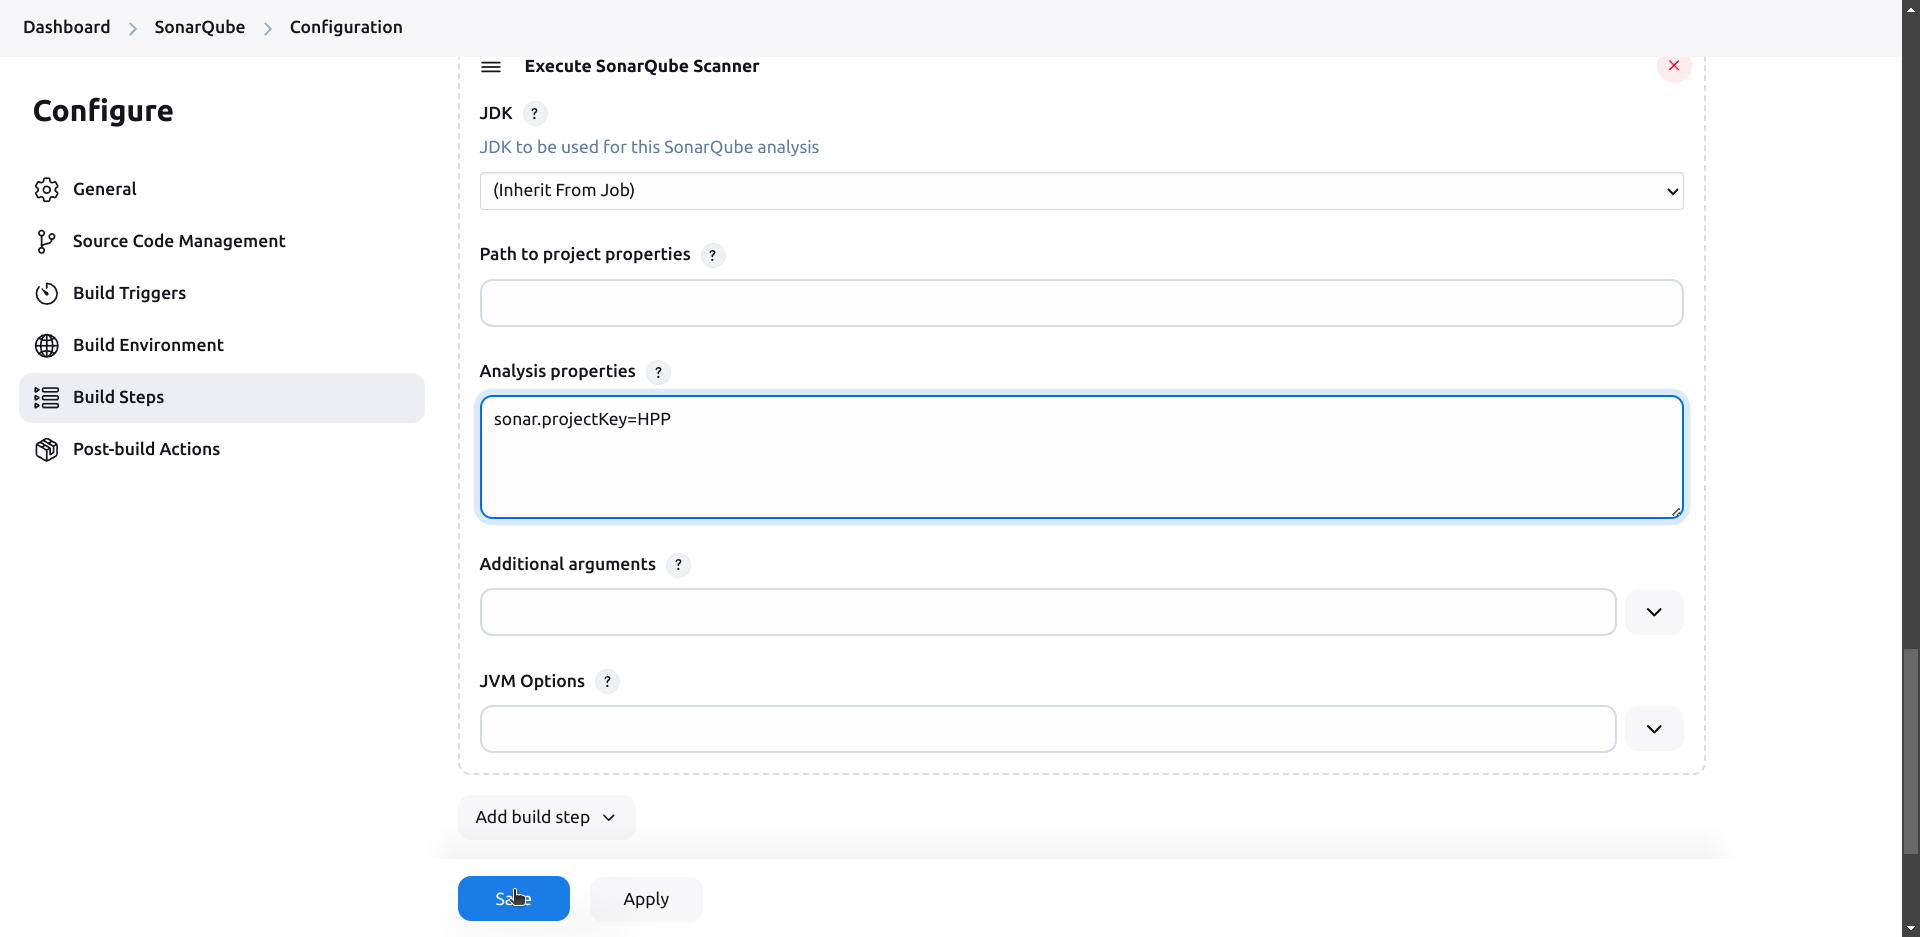 Dashboard > SonarQube > Configuration
Configure
General
Source Code Management
Build Triggers
Build Environment
Build Steps
Post-build Actions
Execute SonarQube Scanner
JDK ?
JDK to be used for this SonarQube analysis
(Inherit From Job)
Path to project properties ?
Analysis properties ?
sonar.projectKey=HPP
Additional arguments ?
JVM Options ?
Add build step
Save Apply